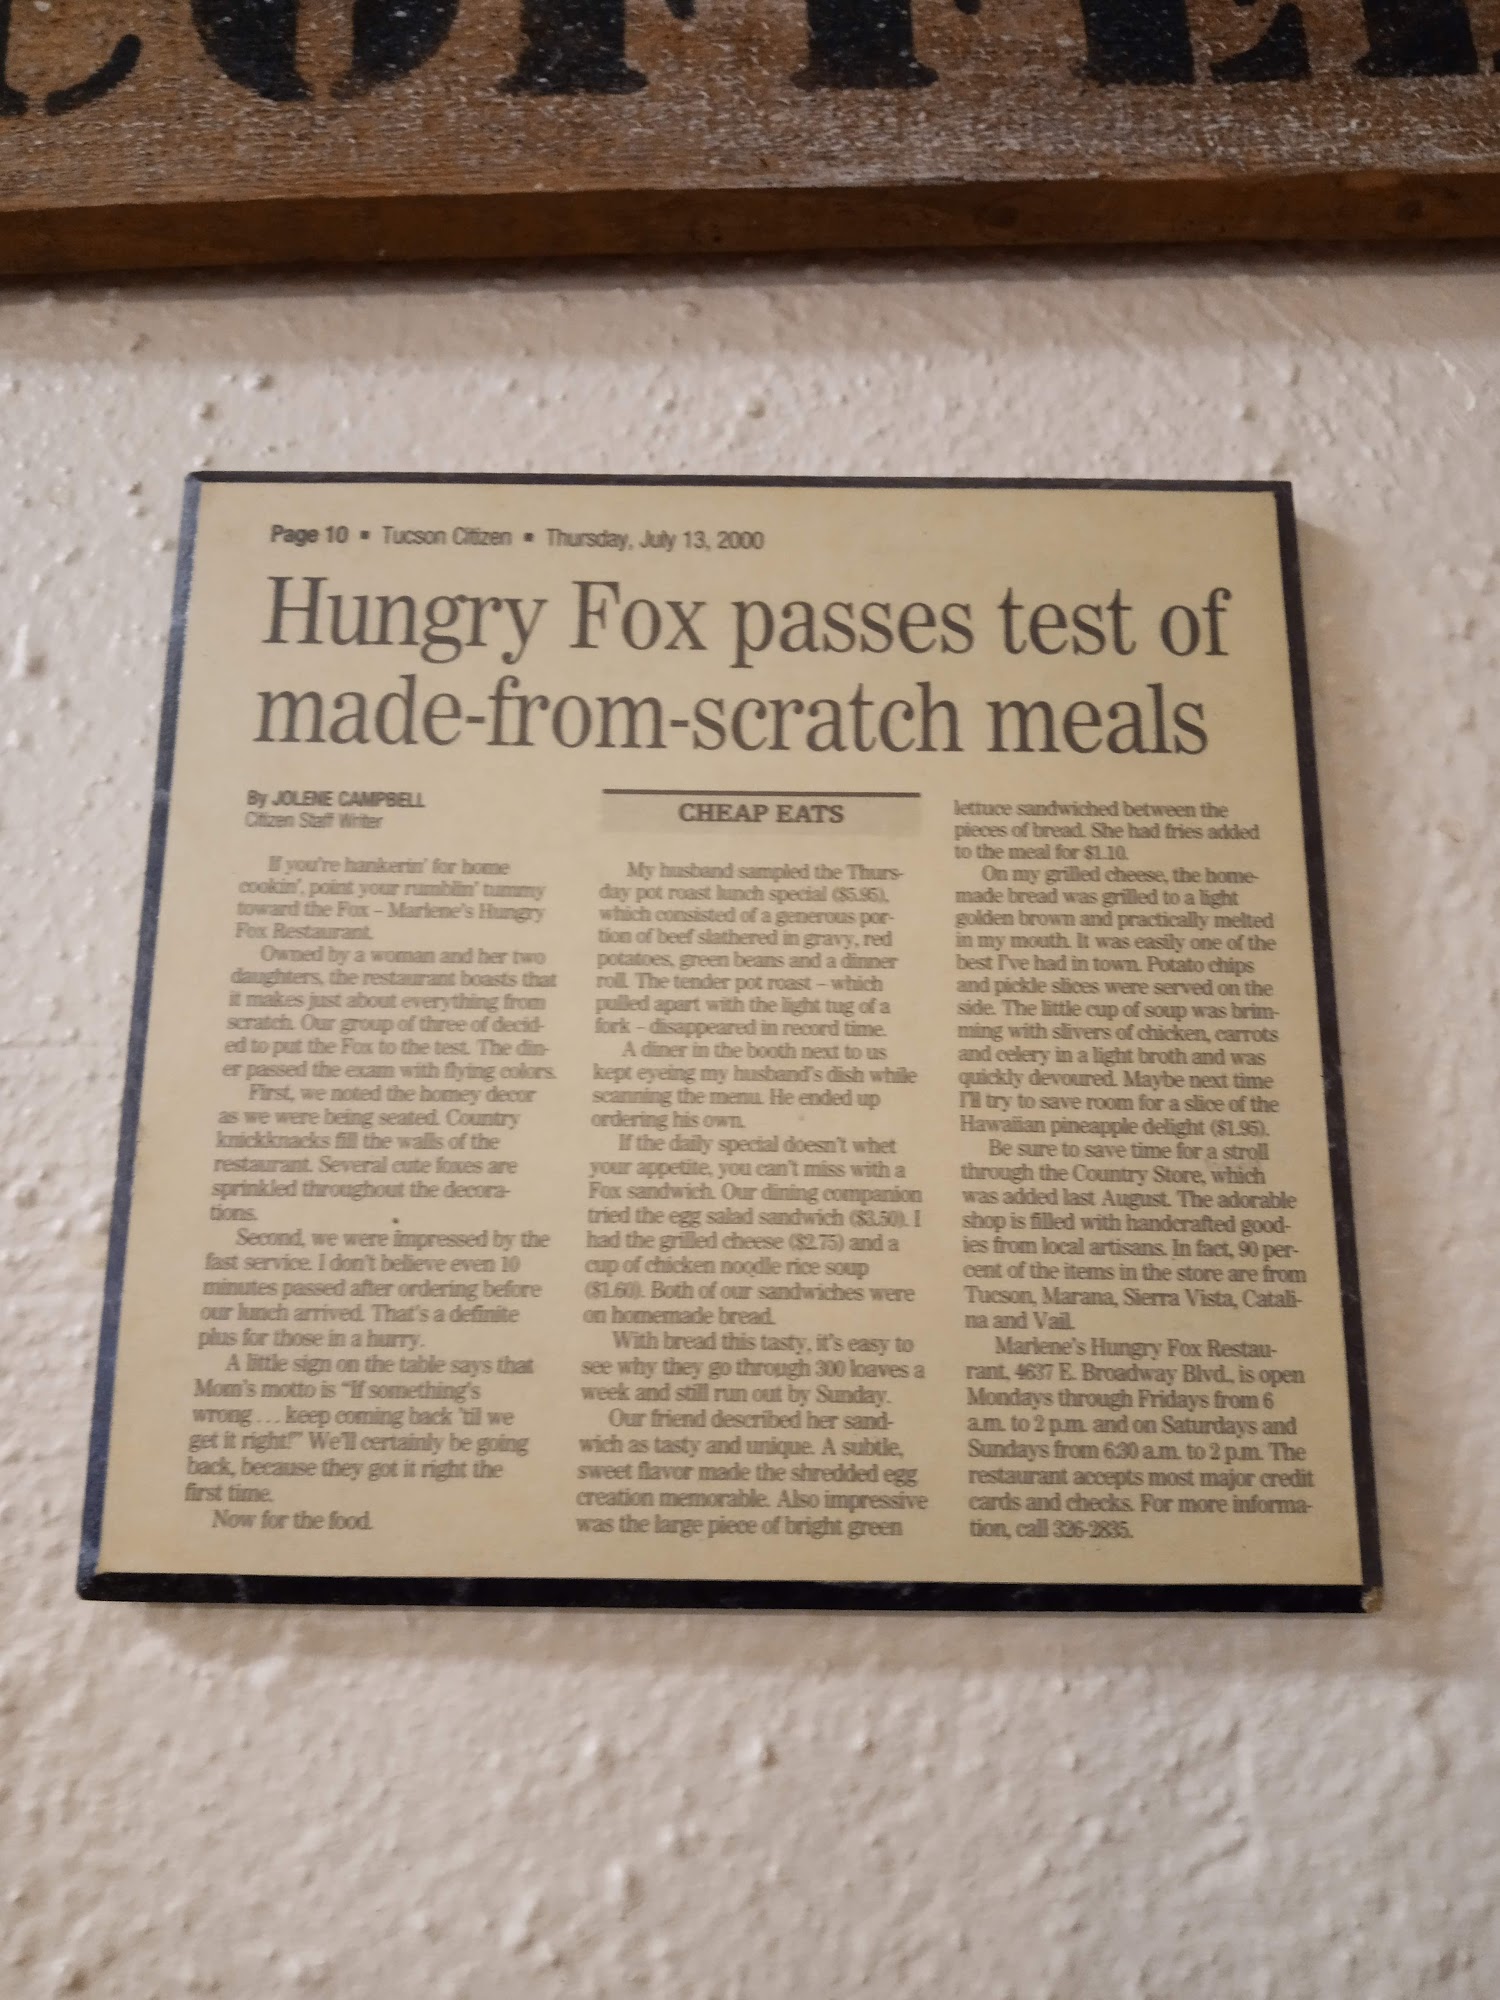 Page 10 ▪ Tucson Citizen ▪ Thursday, July 13, 2000
Hungry Fox passes test of
made-from-scratch meals
By JOLENE CAMPBELL
Citizen Staff Writer
If you're hankerin' for home
cookin', point your rumblin' tummy
toward the Fox – Marlene's Hungry
Fox Restaurant.
Owned by a woman and her two
daughters, the restaurant boasts that
it makes just about everything from
scratch. Our group of three of decid-
ed to put the Fox to the test. The din-
er passed the exam with flying colors.
First, we noted the homey decor
as we were being seated. Country
knickknacks fill the walls of the
restaurant. Several cute foxes are
sprinkled throughout the decora-
tions.
Second, we were impressed by the
fast service. I don't believe even 10
minutes passed after ordering before
our lunch arrived. That's a definite
plus for those in a hurry.
A little sign on the table says that
Mom's motto is "if something's
wrong . . . keep coming back 'til we
get it right!" We'll certainly be going
back, because they got it right the
first time.
Now for the food.
CHEAP EATS
My husband sampled the Thurs-
day pot roast lunch special ($5.95),
which consisted of a generous por-
tion of beef slathered in gravy, red
potatoes, green beans and a dinner
roll. The tender pot roast – which
pulled apart with the light tug of a
fork – disappeared in record time.
A diner in the booth next to us
kept eyeing my husband's dish while
scanning the menu. He ended up
ordering his own.
If the daily special doesn't whet
your appetite, you can't miss with a
Fox sandwich. Our dining companion
tried the egg salad sandwich ($3.50). I
had the grilled cheese ($2.75) and a
cup of chicken noodle rice soup
($1.60). Both of our sandwiches were
on homemade bread.
With bread this tasty, it's easy to
see why they go through 300 loaves a
week and still run out by Sunday.
Our friend described her sand-
wich as tasty and unique. A subtle,
sweet flavor made the shredded egg
creation memorable. Also impressive
was the large piece of bright green
lettuce sandwiched between the
pieces of bread. She had fries added
to the meal for $1.10.
On my grilled cheese, the home-
made bread was grilled to a light
golden brown and practically melted
in my mouth. It was easily one of the
best I've had in town. Potato chips
and pickle slices were served on the
side. The little cup of soup was brim-
ming with slivers of chicken, carrots
and celery in a light broth and was
quickly devoured. Maybe next time
I'll try to save room for a slice of the
Hawaiian pineapple delight ($1.95).
Be sure to save time for a stroll
through the Country Store, which
was added last August. The adorable
shop is filled with handcrafted good-
ies from local artisans. In fact, 90 per-
cent of the items in the store are from
Tucson, Marana, Sierra Vista, Catali-
na and Vail.
Marlene's Hungry Fox Restau-
rant, 4637 E. Broadway Blvd., is open
Mondays through Fridays from 6
a.m. to 2 p.m. and on Saturdays and
Sundays from 6:30 a.m. to 2 p.m. The
restaurant accepts most major credit
cards and checks. For more informa-
tion, call 326-2835.